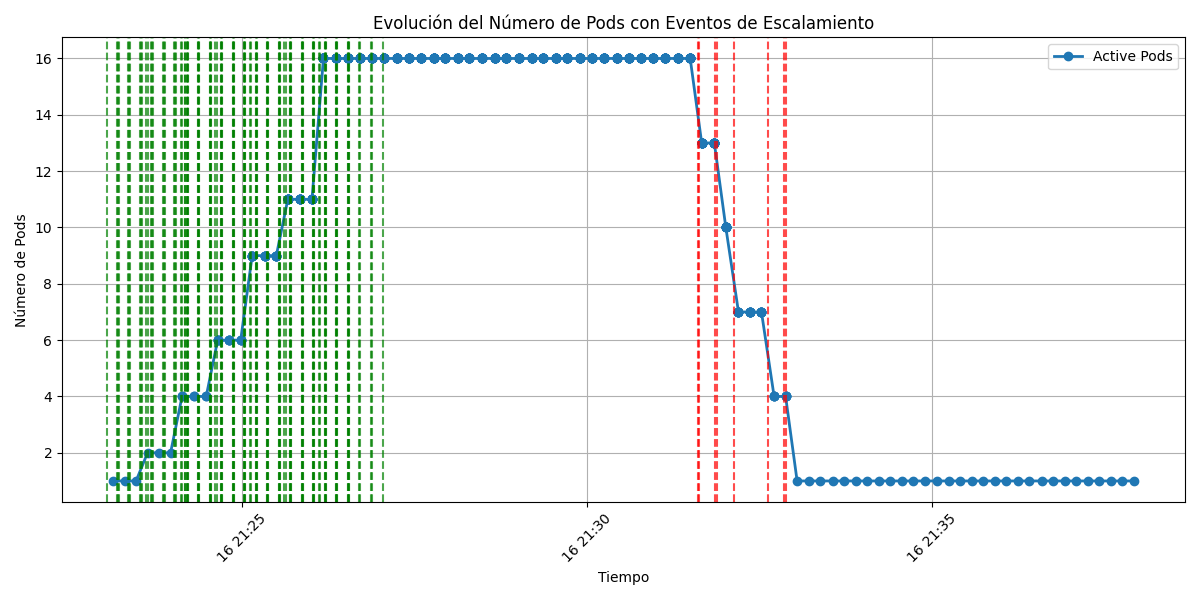 Evolución del Número de Pods con Eventos de Escalamiento
Active Pods
16
14
12
10
8
6
4
2
Número de Pods
16 21:25
16 21:30
16 21:35
Tiempo